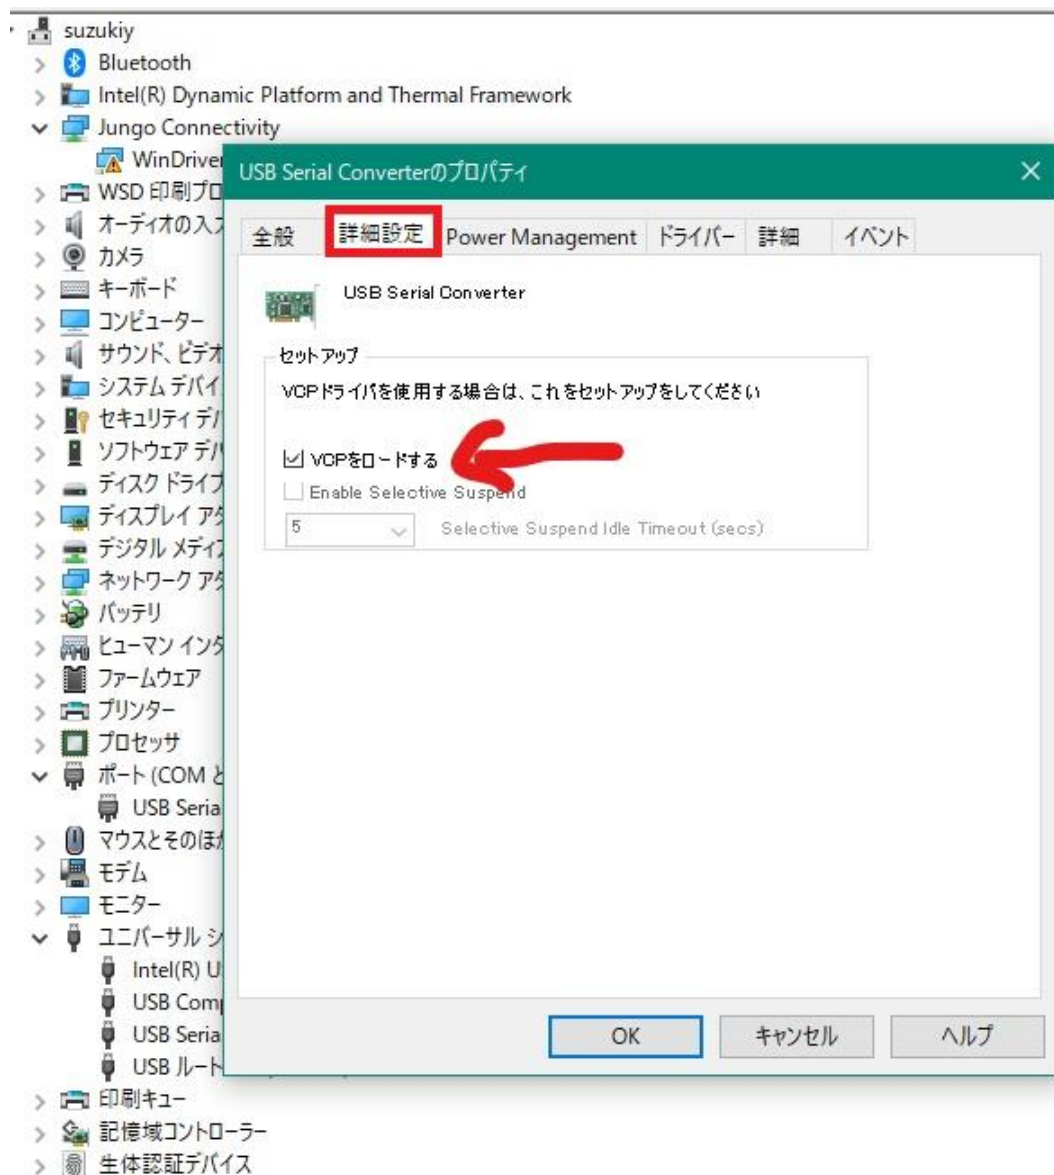 suzukiy
Bluetooth
Intel(R) Dynamic Platform and Thermal Framework
Jungo Connectivity
WinDriver
WSD 印刷プロ
オーディオの入
カメラ
キーボード
コンピューター
サウンド、ビデオ
システム デバイ
セキュリティ デ
ソフトウェア デ
ディスク ドライブ
ディスプレイ ア
デジタル メディ
ネットワーク ア
バッテリ
ヒューマン イン
ファームウェア
プリンター
プロセッサ
ポート (COM と
USB Seria
マウスとそのほ
モデム
モニター
ユニバーサル シ
Intel(R) U
USB Com
USB Seria
USB ルート
印刷キュー
記憶域コントローラー
生体認証デバイス
USB Serial Converterのプロパティ
全般 詳細設定 Power Management ドライバー 詳細 イベント
USB Serial Converter
セットアップ
VCPドライバを使用する場合は、これをセットアップをしてください
VCPをロードする
Enable Selective Suspend
5 Selective Suspend Idle Timeout (secs)
OK キャンセル ヘルプ